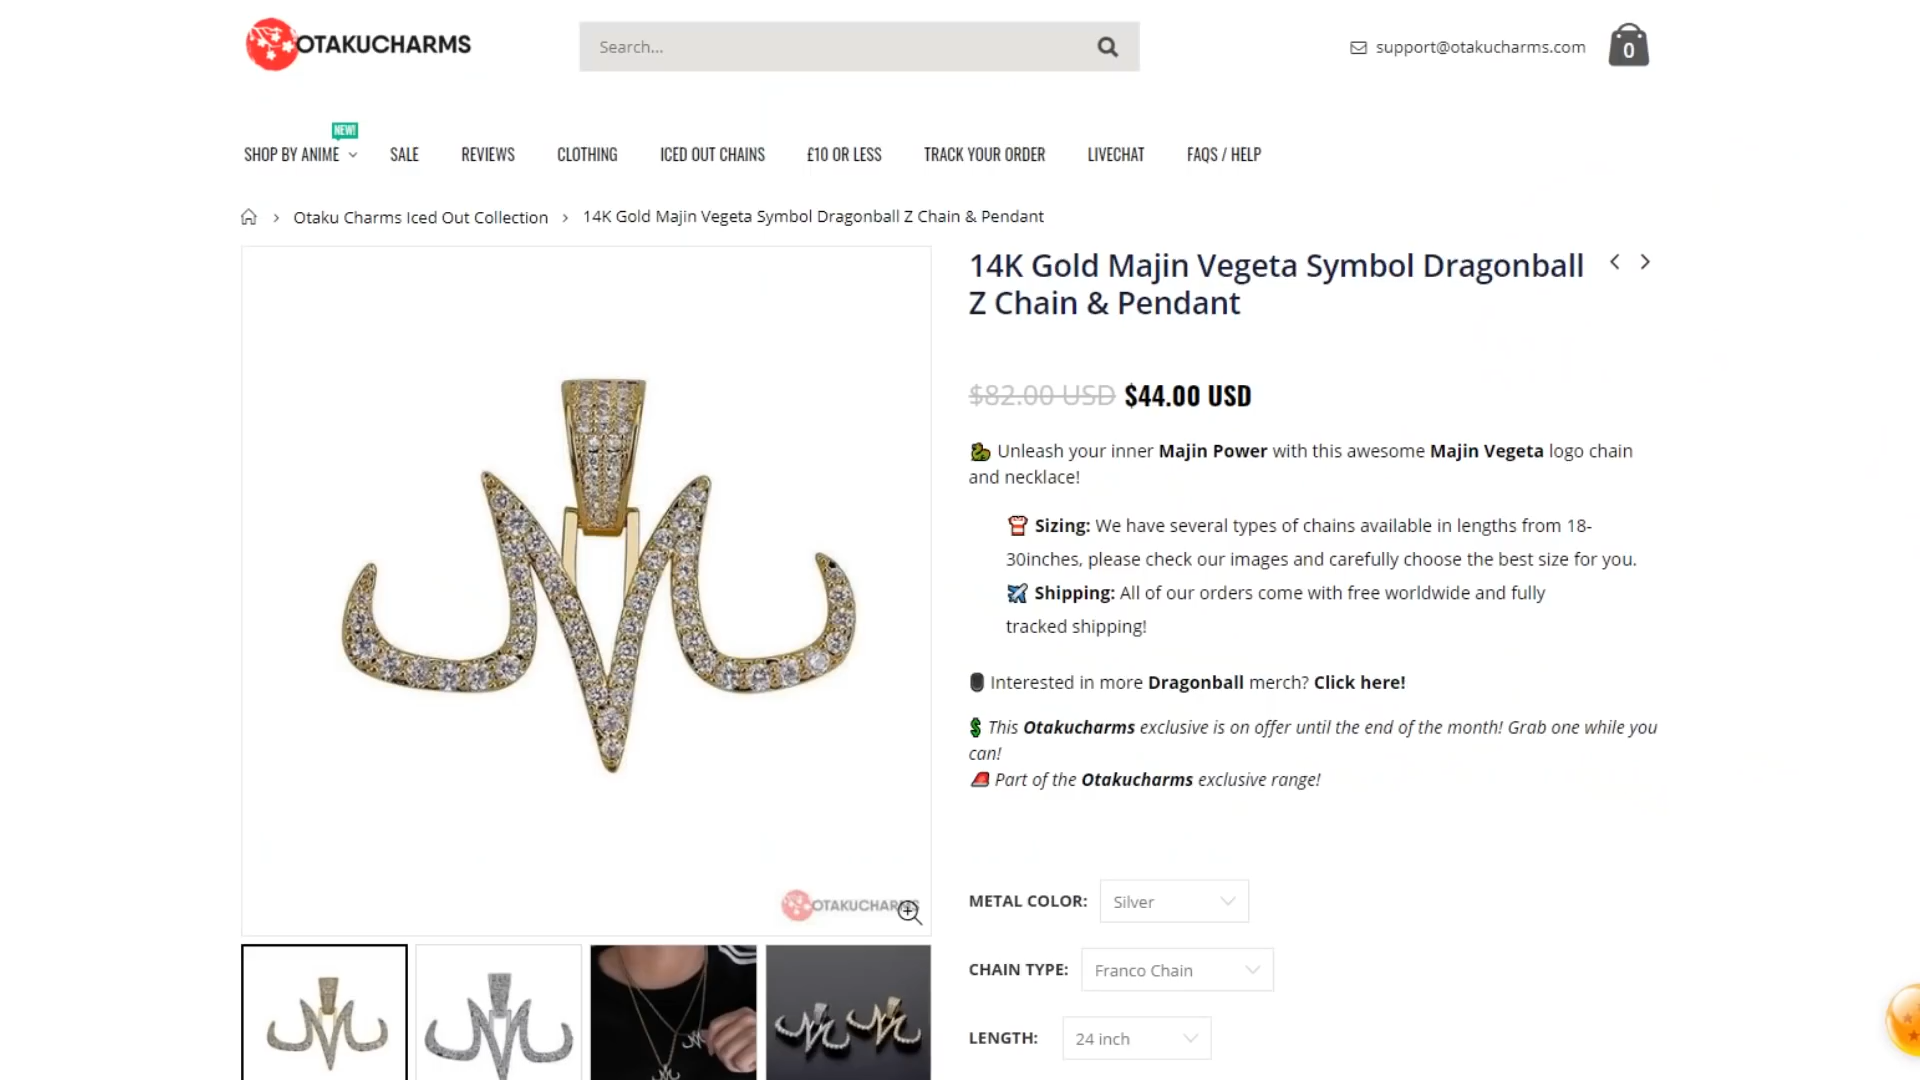 OTAKUCHARMS
Search...
support@otakucharms.com
0
NEW!
SHOP BY ANIME
SALE
REVIEWS
CLOTHING
ICED OUT CHAINS
£10 OR LESS
TRACK YOUR ORDER
LIVECHAT
FAQS / HELP
Otaku Charms Iced Out Collection > 14K Gold Majin Vegeta Symbol Dragonball Z Chain & Pendant
14K Gold Majin Vegeta Symbol Dragonball
Z Chain & Pendant
$82.00 USD $44.00 USD
Unleash your inner Majin Power with this awesome Majin Vegeta logo chain
and necklace!
Sizing: We have several types of chains available in lengths from 18-
30inches, please check our images and carefully choose the best size for you.
Shipping: All of our orders come with free worldwide and fully
tracked shipping!
Interested in more Dragonball merch? Click here!
This Otakucharms exclusive is on offer until the end of the month! Grab one while you
can!
Part of the Otakucharms exclusive range!
OTAKUCHARMS
METAL COLOR: Silver
CHAIN TYPE: Franco Chain
LENGTH: 24 inch